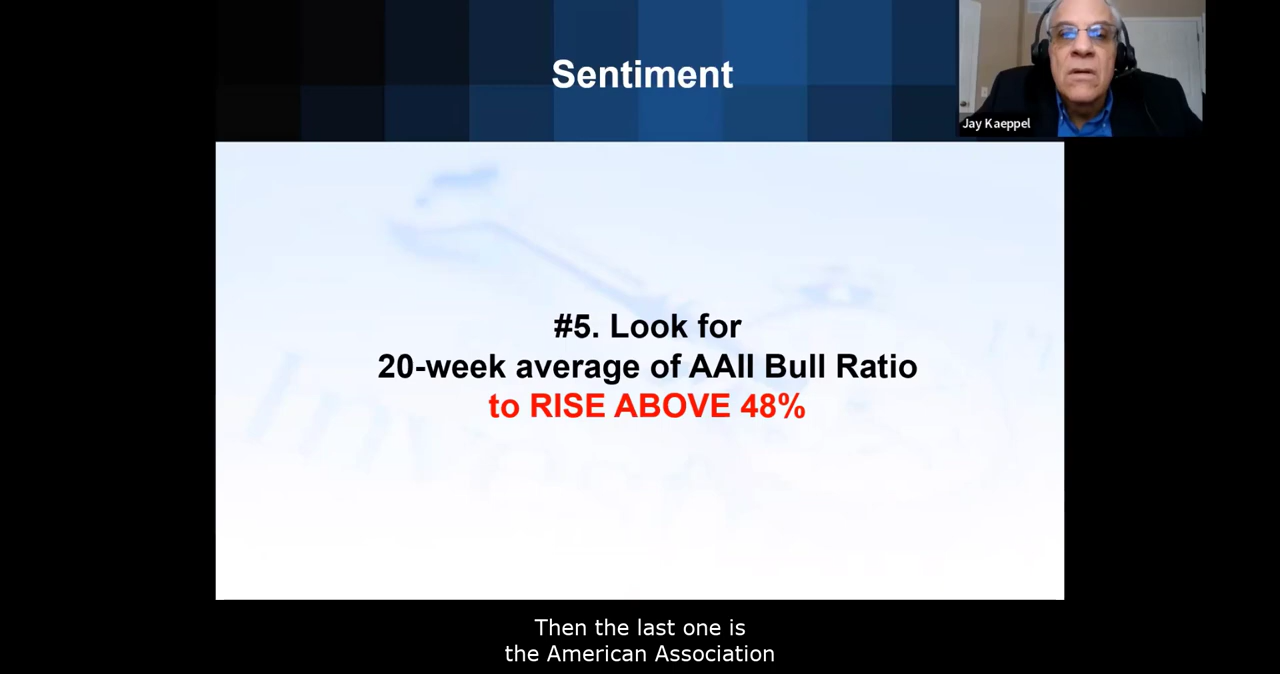 Sentiment
Jay Kaeppel
#5. Look for
20-week average of AAII Bull Ratio
to RISE ABOVE 48%
Then the last one is
the American Association